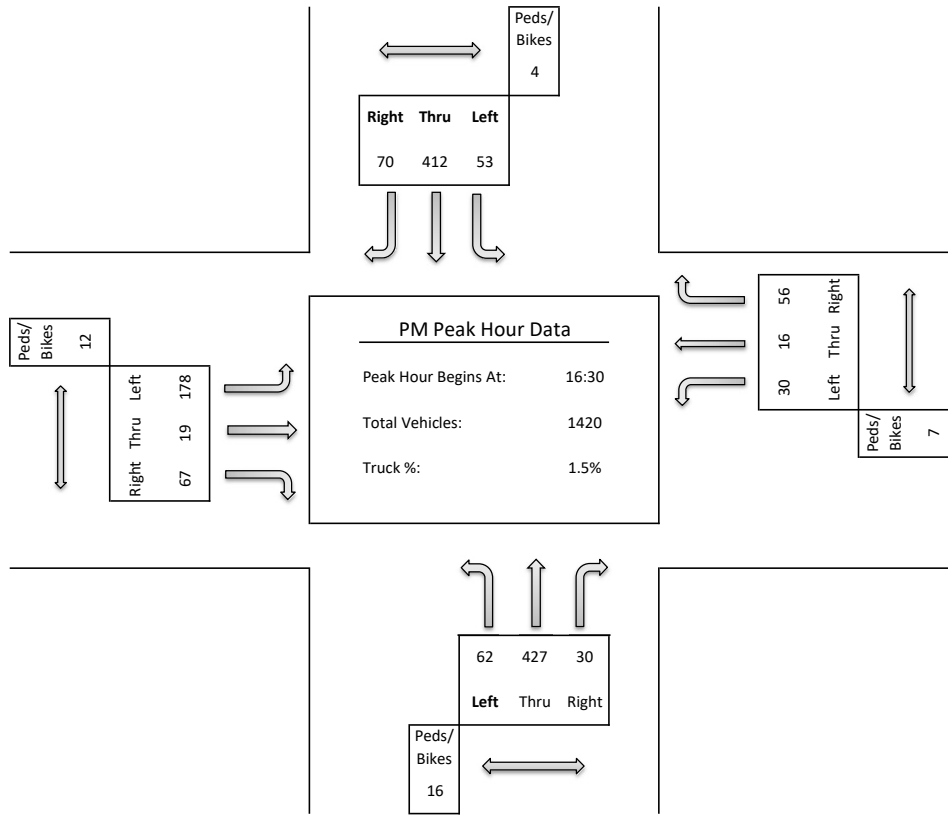 Peds/
Bikes
4
Right Thru Left
70 412 53
Peds/
Bikes
12
Left 178
Thru 19
Right 67
PM Peak Hour Data
Peak Hour Begins At: 16:30
Total Vehicles: 1420
Truck %: 1.5%
56 Right
16 Thru
30 Left
Peds/
Bikes
7
62 427 30
Left Thru Right
Peds/
Bikes
16